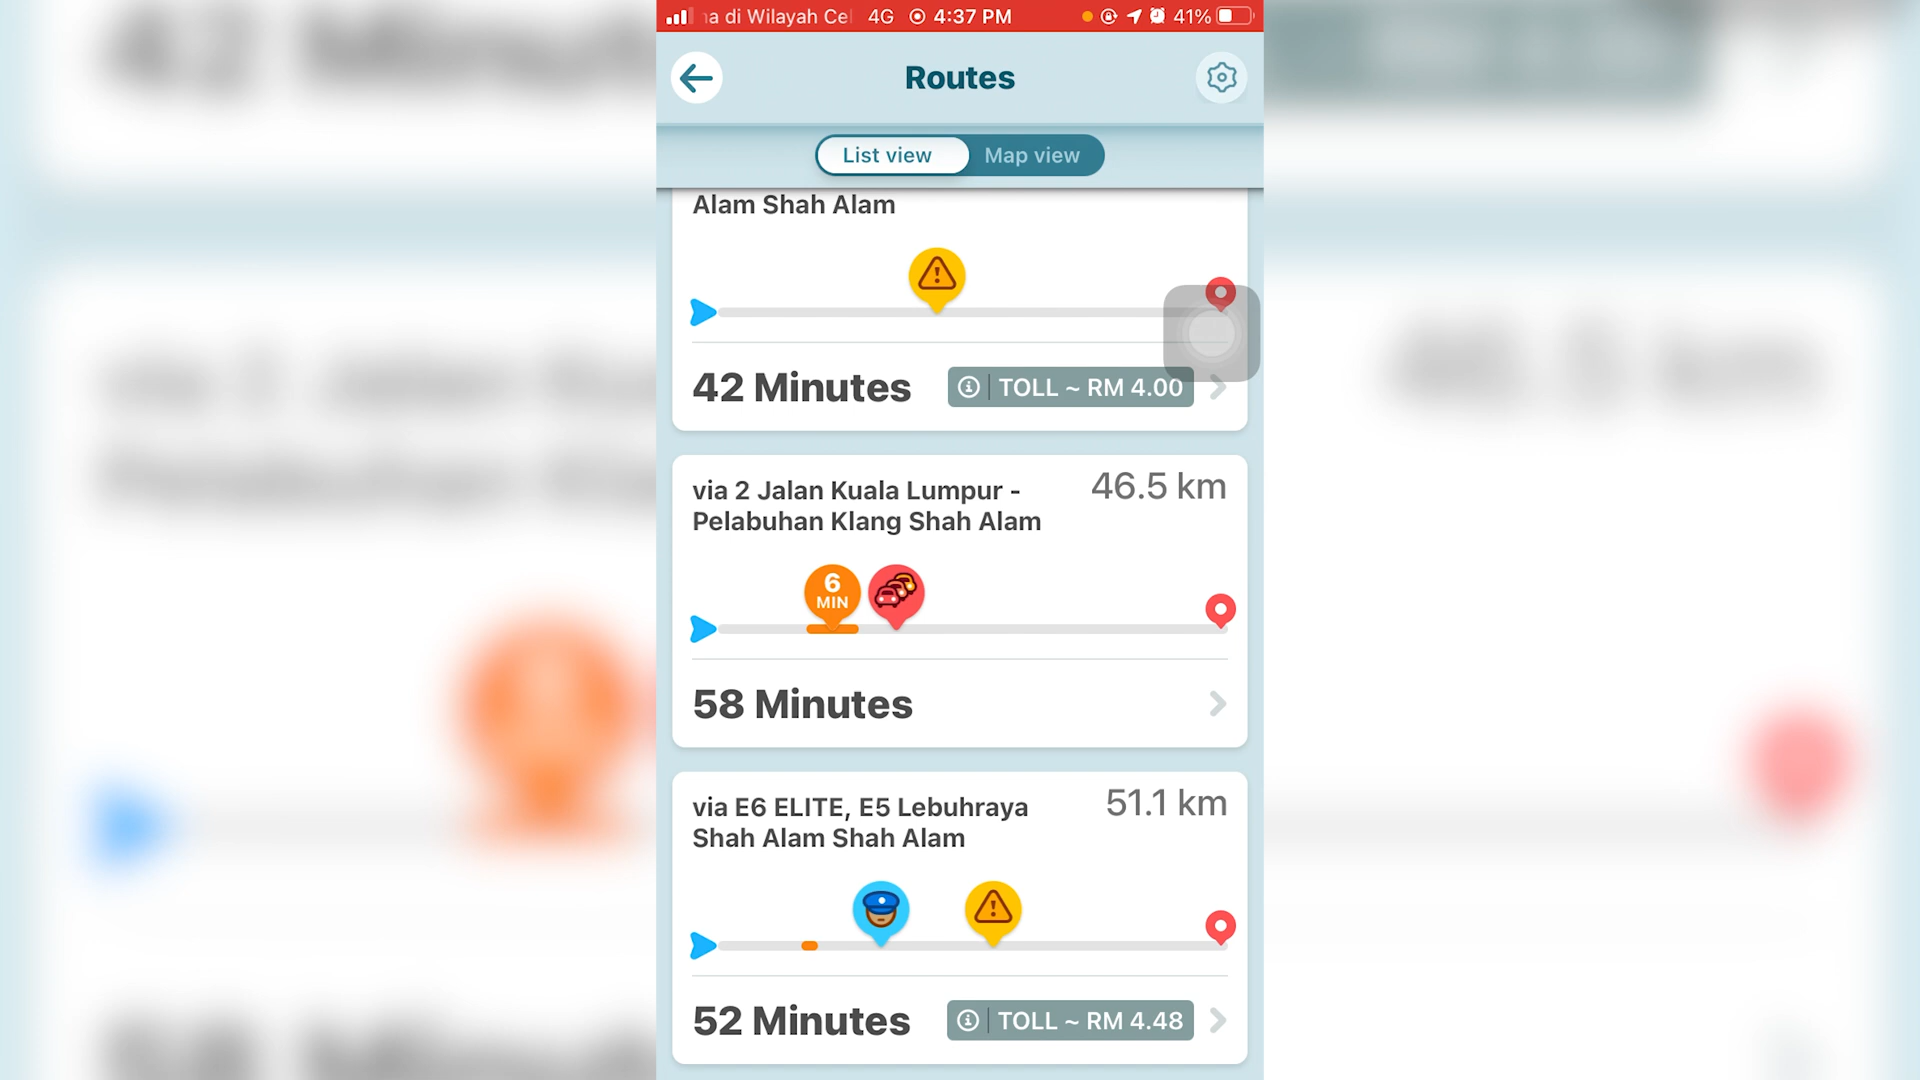 a di Wilayah Cel 4G 4:37 PM 41%
Routes
List view Map view
Alam Shah Alam
42 Minutes TOLL ~ RM 4.00
via 2 Jalan Kuala Lumpur - 46.5 km
Pelabuhan Klang Shah Alam
6
MIN
58 Minutes
via E6 ELITE, E5 Lebuhraya 51.1 km
Shah Alam Shah Alam
52 Minutes TOLL ~ RM 4.48